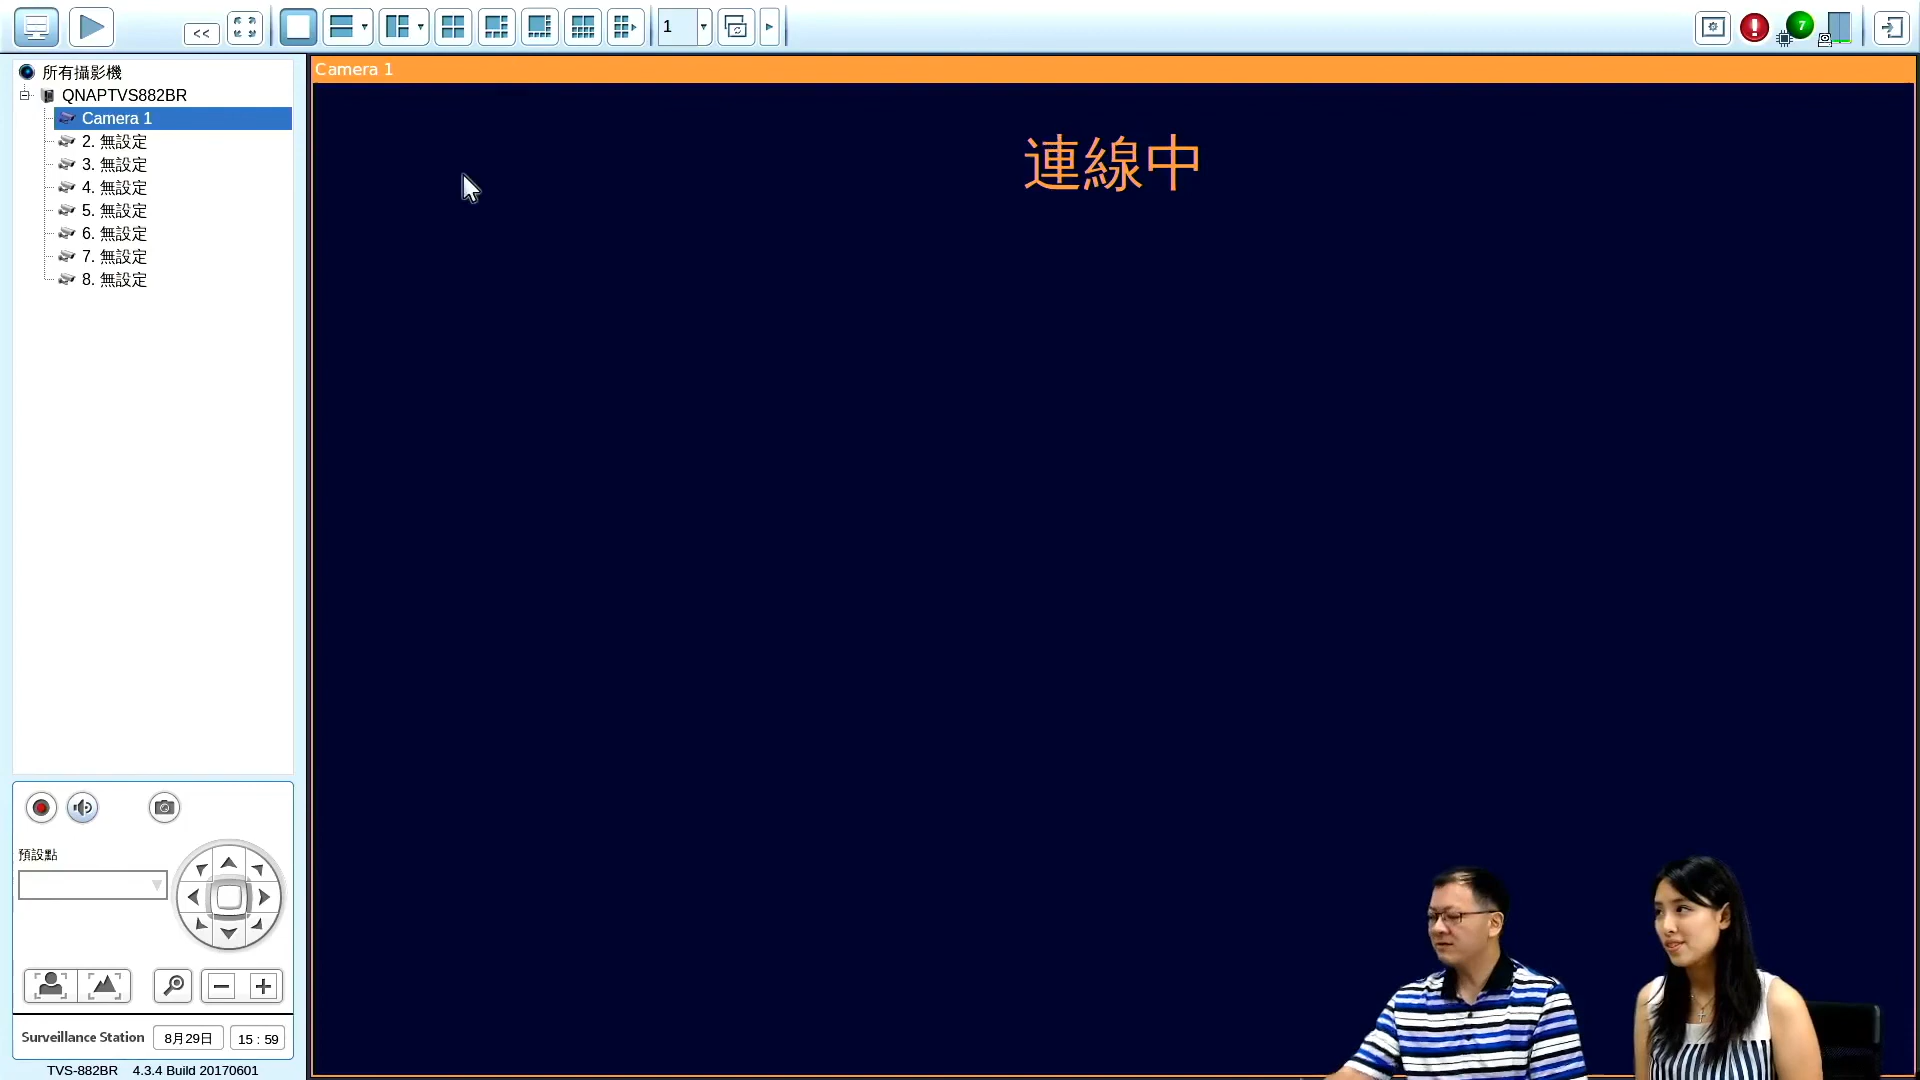 <<
1
7
所有攝影機
QNAPTVS882BR
Camera 1
2. 無設定
3. 無設定
4. 無設定
5. 無設定
6. 無設定
7. 無設定
8. 無設定
Camera 1
連線中
預設點
Surveillance Station
8月29日
15 : 59
TVS-882BR 4.3.4 Build 20170601